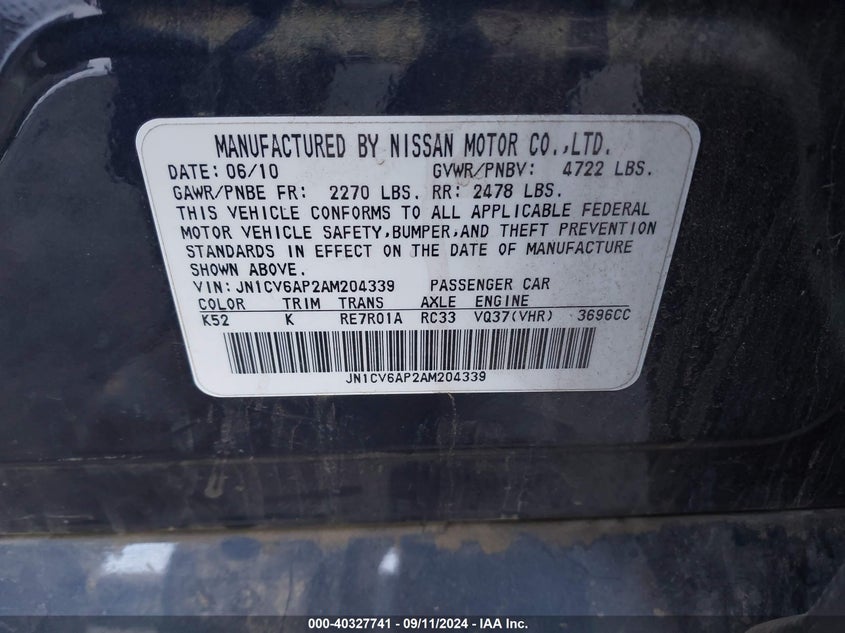 MANUFACTURED BY NISSAN MOTOR CO.,LTD.
DATE: 06/10 GVWR/PNBV: 4722 LBS.
GAWR/PNBE FR: 2270 LBS. RR: 2478 LBS.
THIS VEHICLE CONFORMS TO ALL APPLICABLE FEDERAL
MOTOR VEHICLE SAFETY,BUMPER,AND THEFT PREVENTION
STANDARDS IN EFFECT ON THE DATE OF MANUFACTURE
SHOWN ABOVE.
VIN: JN1CV6AP2AM204339 PASSENGER CAR
COLOR TRIM TRANS AXLE ENGINE
K52 K RE7R01A RC33 VQ37(VHR) 3696CC
JN1CV6AP2AM204339
000-40327741 - 09/11/2024 - IAA Inc.